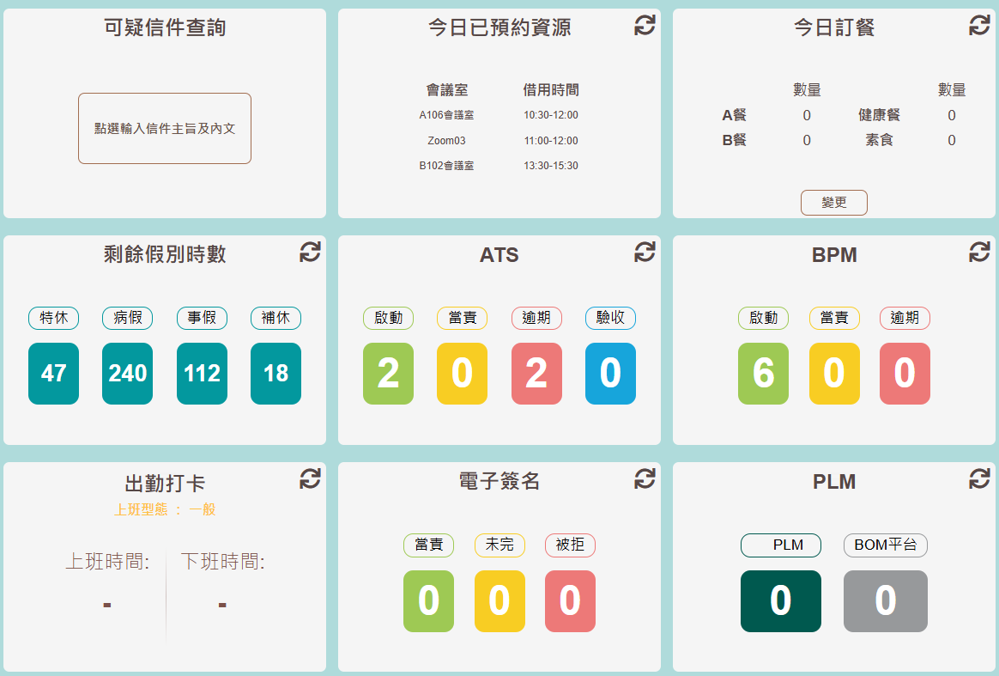 可疑信件查詢
點選輸入信件主旨及內文
今日已預約資源
會議室 借用時間
A106會議室 10:30-12:00
Zoom03 11:00-12:00
B102會議室 13:30-15:30
今日訂餐
數量 數量
A餐 0 健康餐 0
B餐 0 素食 0
變更
剩餘假別時數
特休 病假 事假 補休
47 240 112 18
ATS
啟動 當責 逾期 驗收
2 0 2 0
BPM
啟動 當責 逾期
6 0 0
出勤打卡
上班型態 : 一般
上班時間: 下班時間:
- -
電子簽名
當責 未完 被拒
0 0 0
PLM
PLM BOM平台
0 0